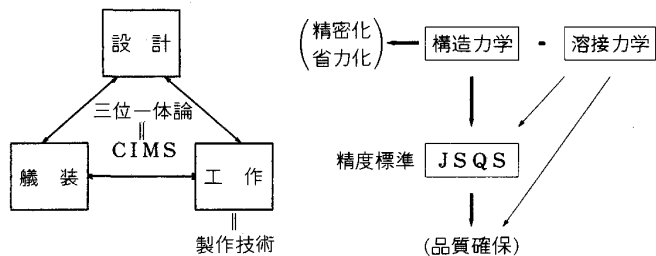 設 計
三位一体論
||
CIMS
艤 装
工 作
||
製作技術
(精密化
省力化)
構造力学
-
溶接力学
精度標準
JSQS
(品質確保)